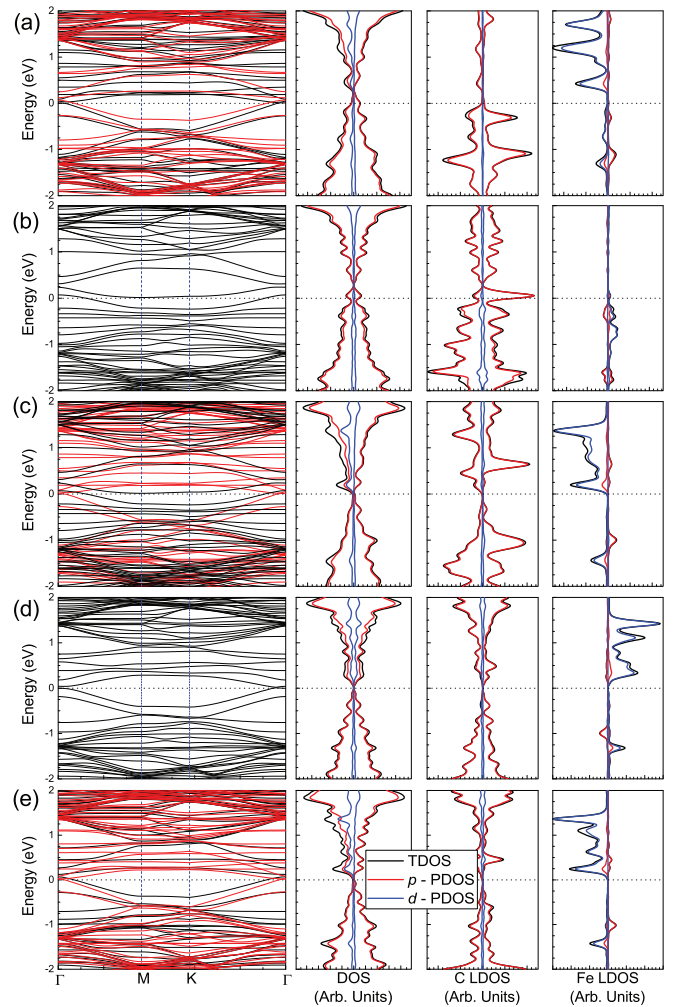 (a)
Energy (eV)
2
1
0
-1
-2
(b)
Energy (eV)
2
1
0
-1
-2
(c)
Energy (eV)
2
1
0
-1
-2
(d)
Energy (eV)
2
1
0
-1
-2
(e)
Energy (eV)
2
1
0
-1
-2
TDOS
p - PDOS
d - PDOS
Γ M K Γ
DOS C LDOS Fe LDOS
(Arb. Units) (Arb. Units) (Arb. Units)